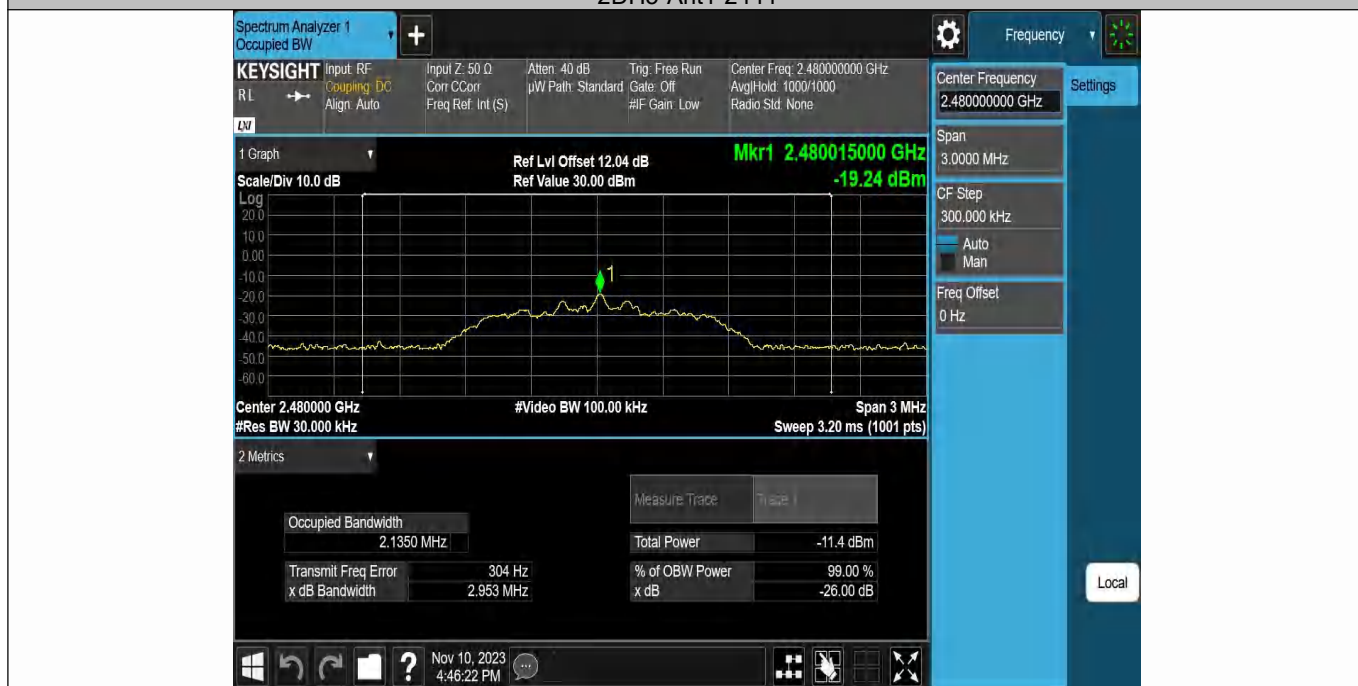 Spectrum Analyzer 1
Occupied BW
+
Frequency
KEYSIGHT
RL
LXI
Input: RF
Coupling: DC
Align: Auto
Input Z: 50 Ω
Corr CCorr
Freq Ref: Int (S)
Atten: 40 dB
µW Path: Standard
Trig: Free Run
Gate: Off
#IF Gain: Low
Center Freq: 2.480000000 GHz
Avg|Hold: 1000/1000
Radio Std: None
Center Frequency
2.480000000 GHz
Settings
Span
3.0000 MHz
CF Step
300.000 kHz
Auto
Man
Freq Offset
0 Hz
1 Graph
Scale/Div 10.0 dB
Ref Lvl Offset 12.04 dB
Ref Value 30.00 dBm
Mkr1 2.480015000 GHz
-19.24 dBm
Log
20.0
10.0
0.00
-10.0
-20.0
-30.0
-40.0
-50.0
-60.0
1
Center 2.480000 GHz
#Video BW 100.00 kHz
Span 3 MHz
#Res BW 30.000 kHz
Sweep 3.20 ms (1001 pts)
2 Metrics
Measure Trace
Trace 1
Occupied Bandwidth
2.1350 MHz
Total Power
-11.4 dBm
Transmit Freq Error
304 Hz
% of OBW Power
99.00 %
x dB Bandwidth
2.953 MHz
x dB
-26.00 dB
Local
?
Nov 10, 2023
4:46:22 PM